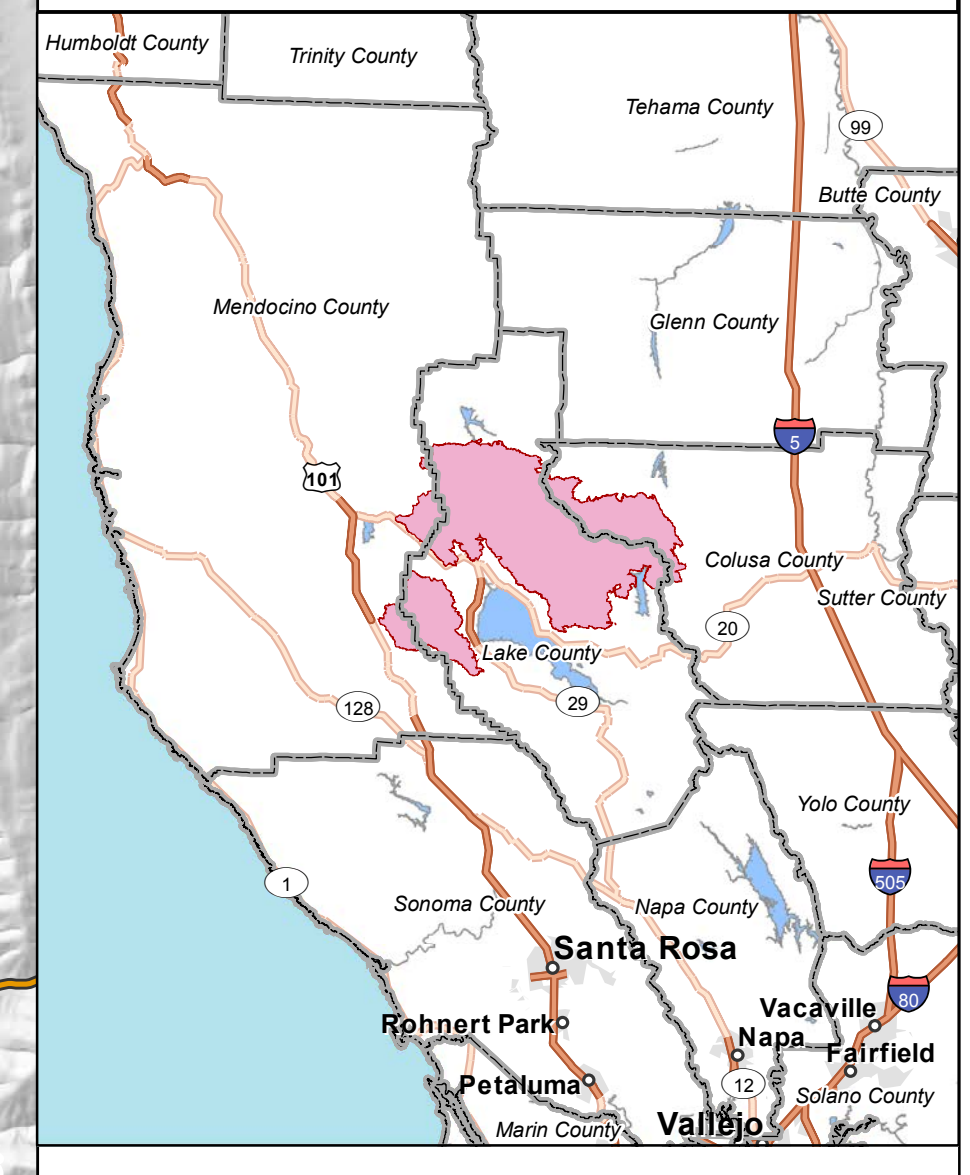 Humboldt County
Trinity County
Tehama County
99
Butte County
Mendocino County
Glenn County
5
101
Colusa County
Sutter County
20
Lake County
29
128
Yolo County
505
1
Sonoma County
Napa County
Santa Rosa
80
Vacaville
Rohnert Park
Napa
Fairfield
Petaluma
12
Solano County
Vallejo
Marin County